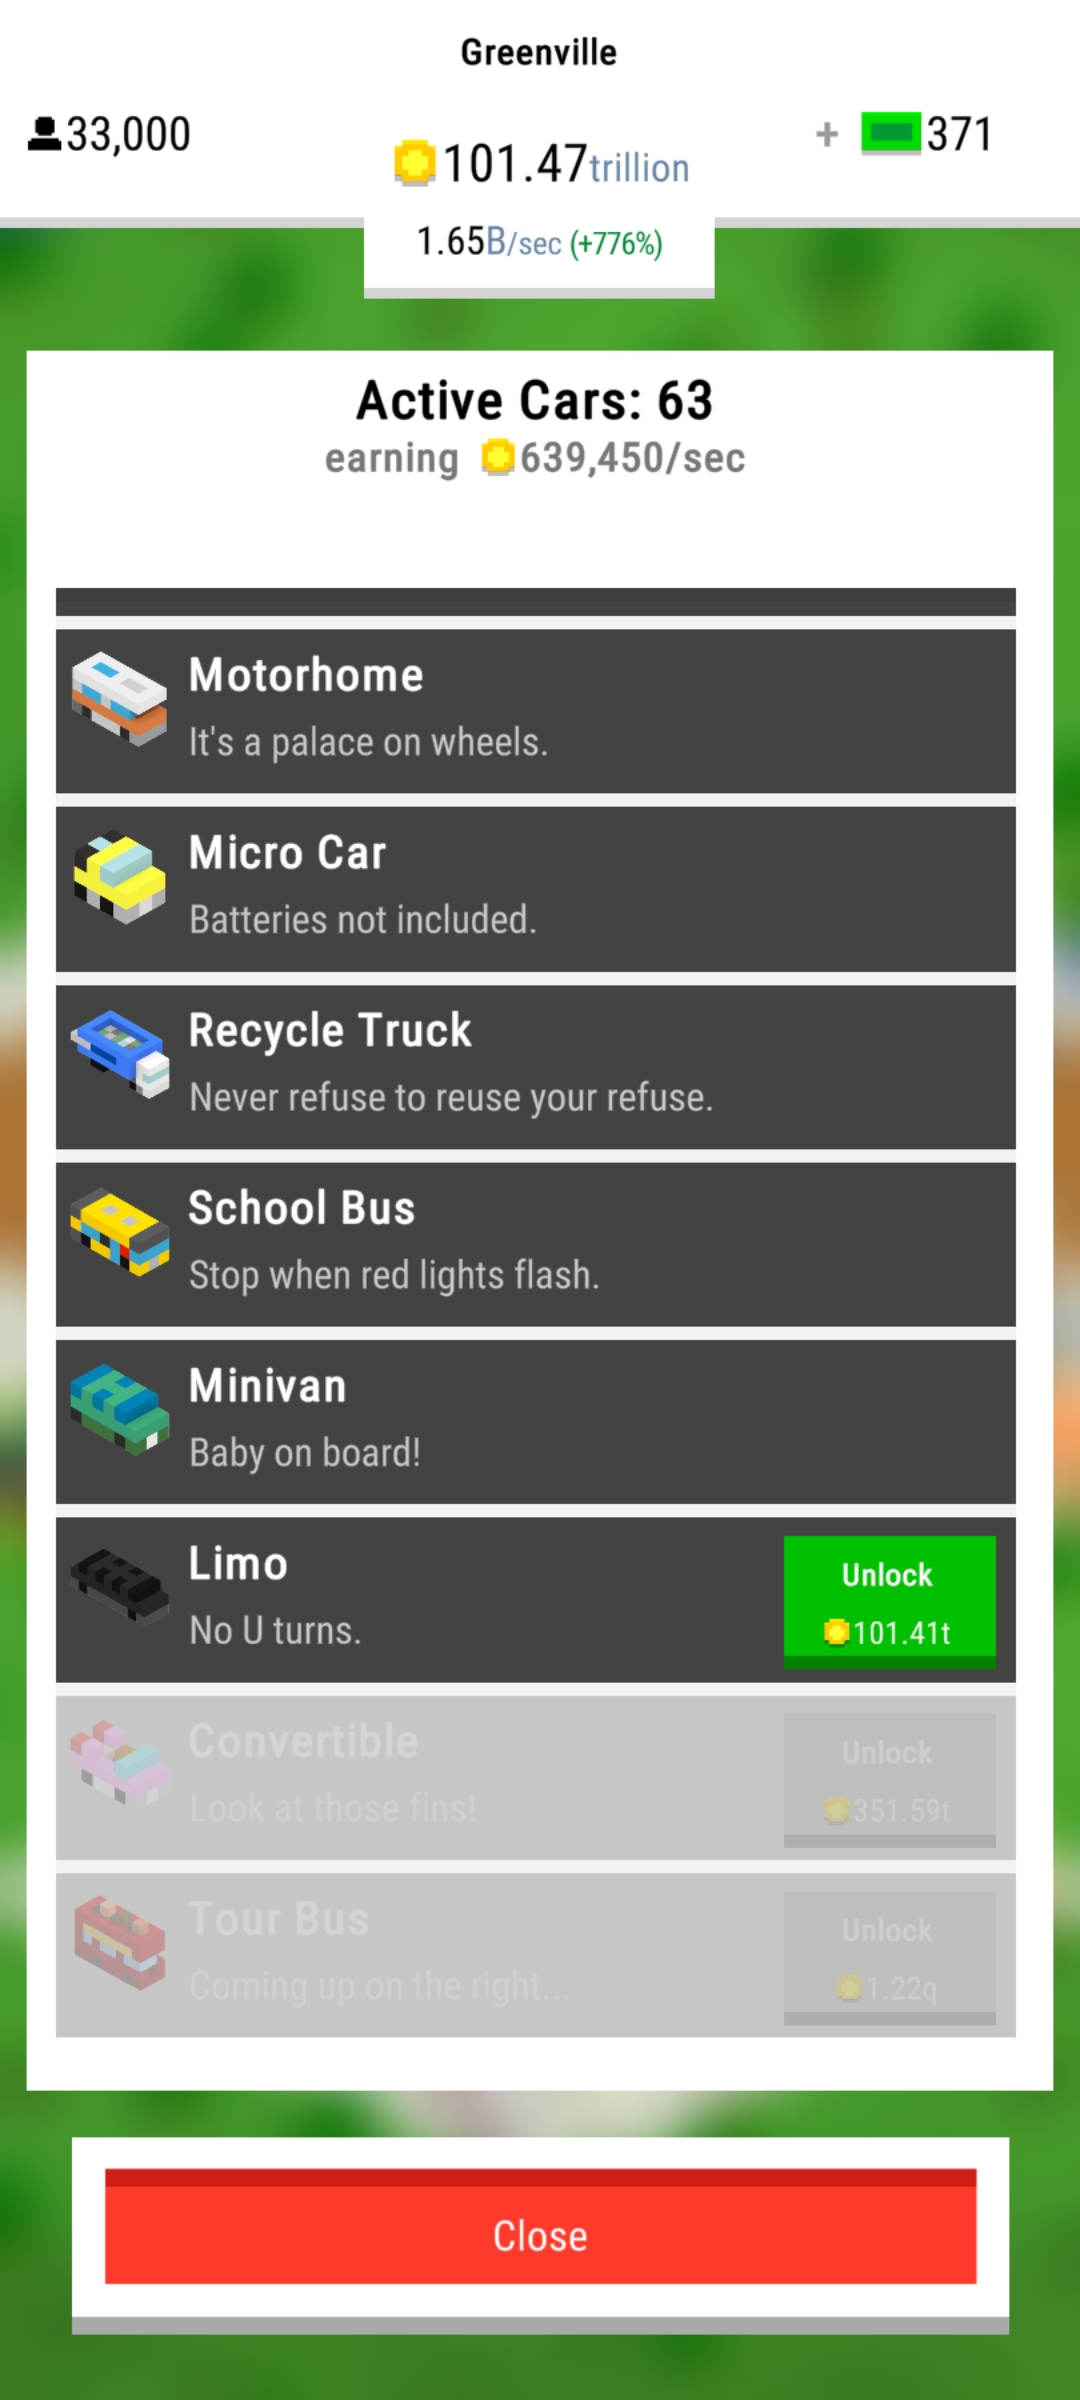 Greenville
33,000
101.47trillion
+ 371
1.65B/sec (+776%)
Active Cars: 63
earning 639,450/sec
Motorhome
It's a palace on wheels.
Micro Car
Batteries not included.
Recycle Truck
Never refuse to reuse your refuse.
School Bus
Stop when red lights flash.
Minivan
Baby on board!
Limo
No U turns.
Unlock
101.41t
Convertible
Look at those fins!
Unlock
351.59t
Tour Bus
Coming up on the right...
Unlock
1.22q
Close